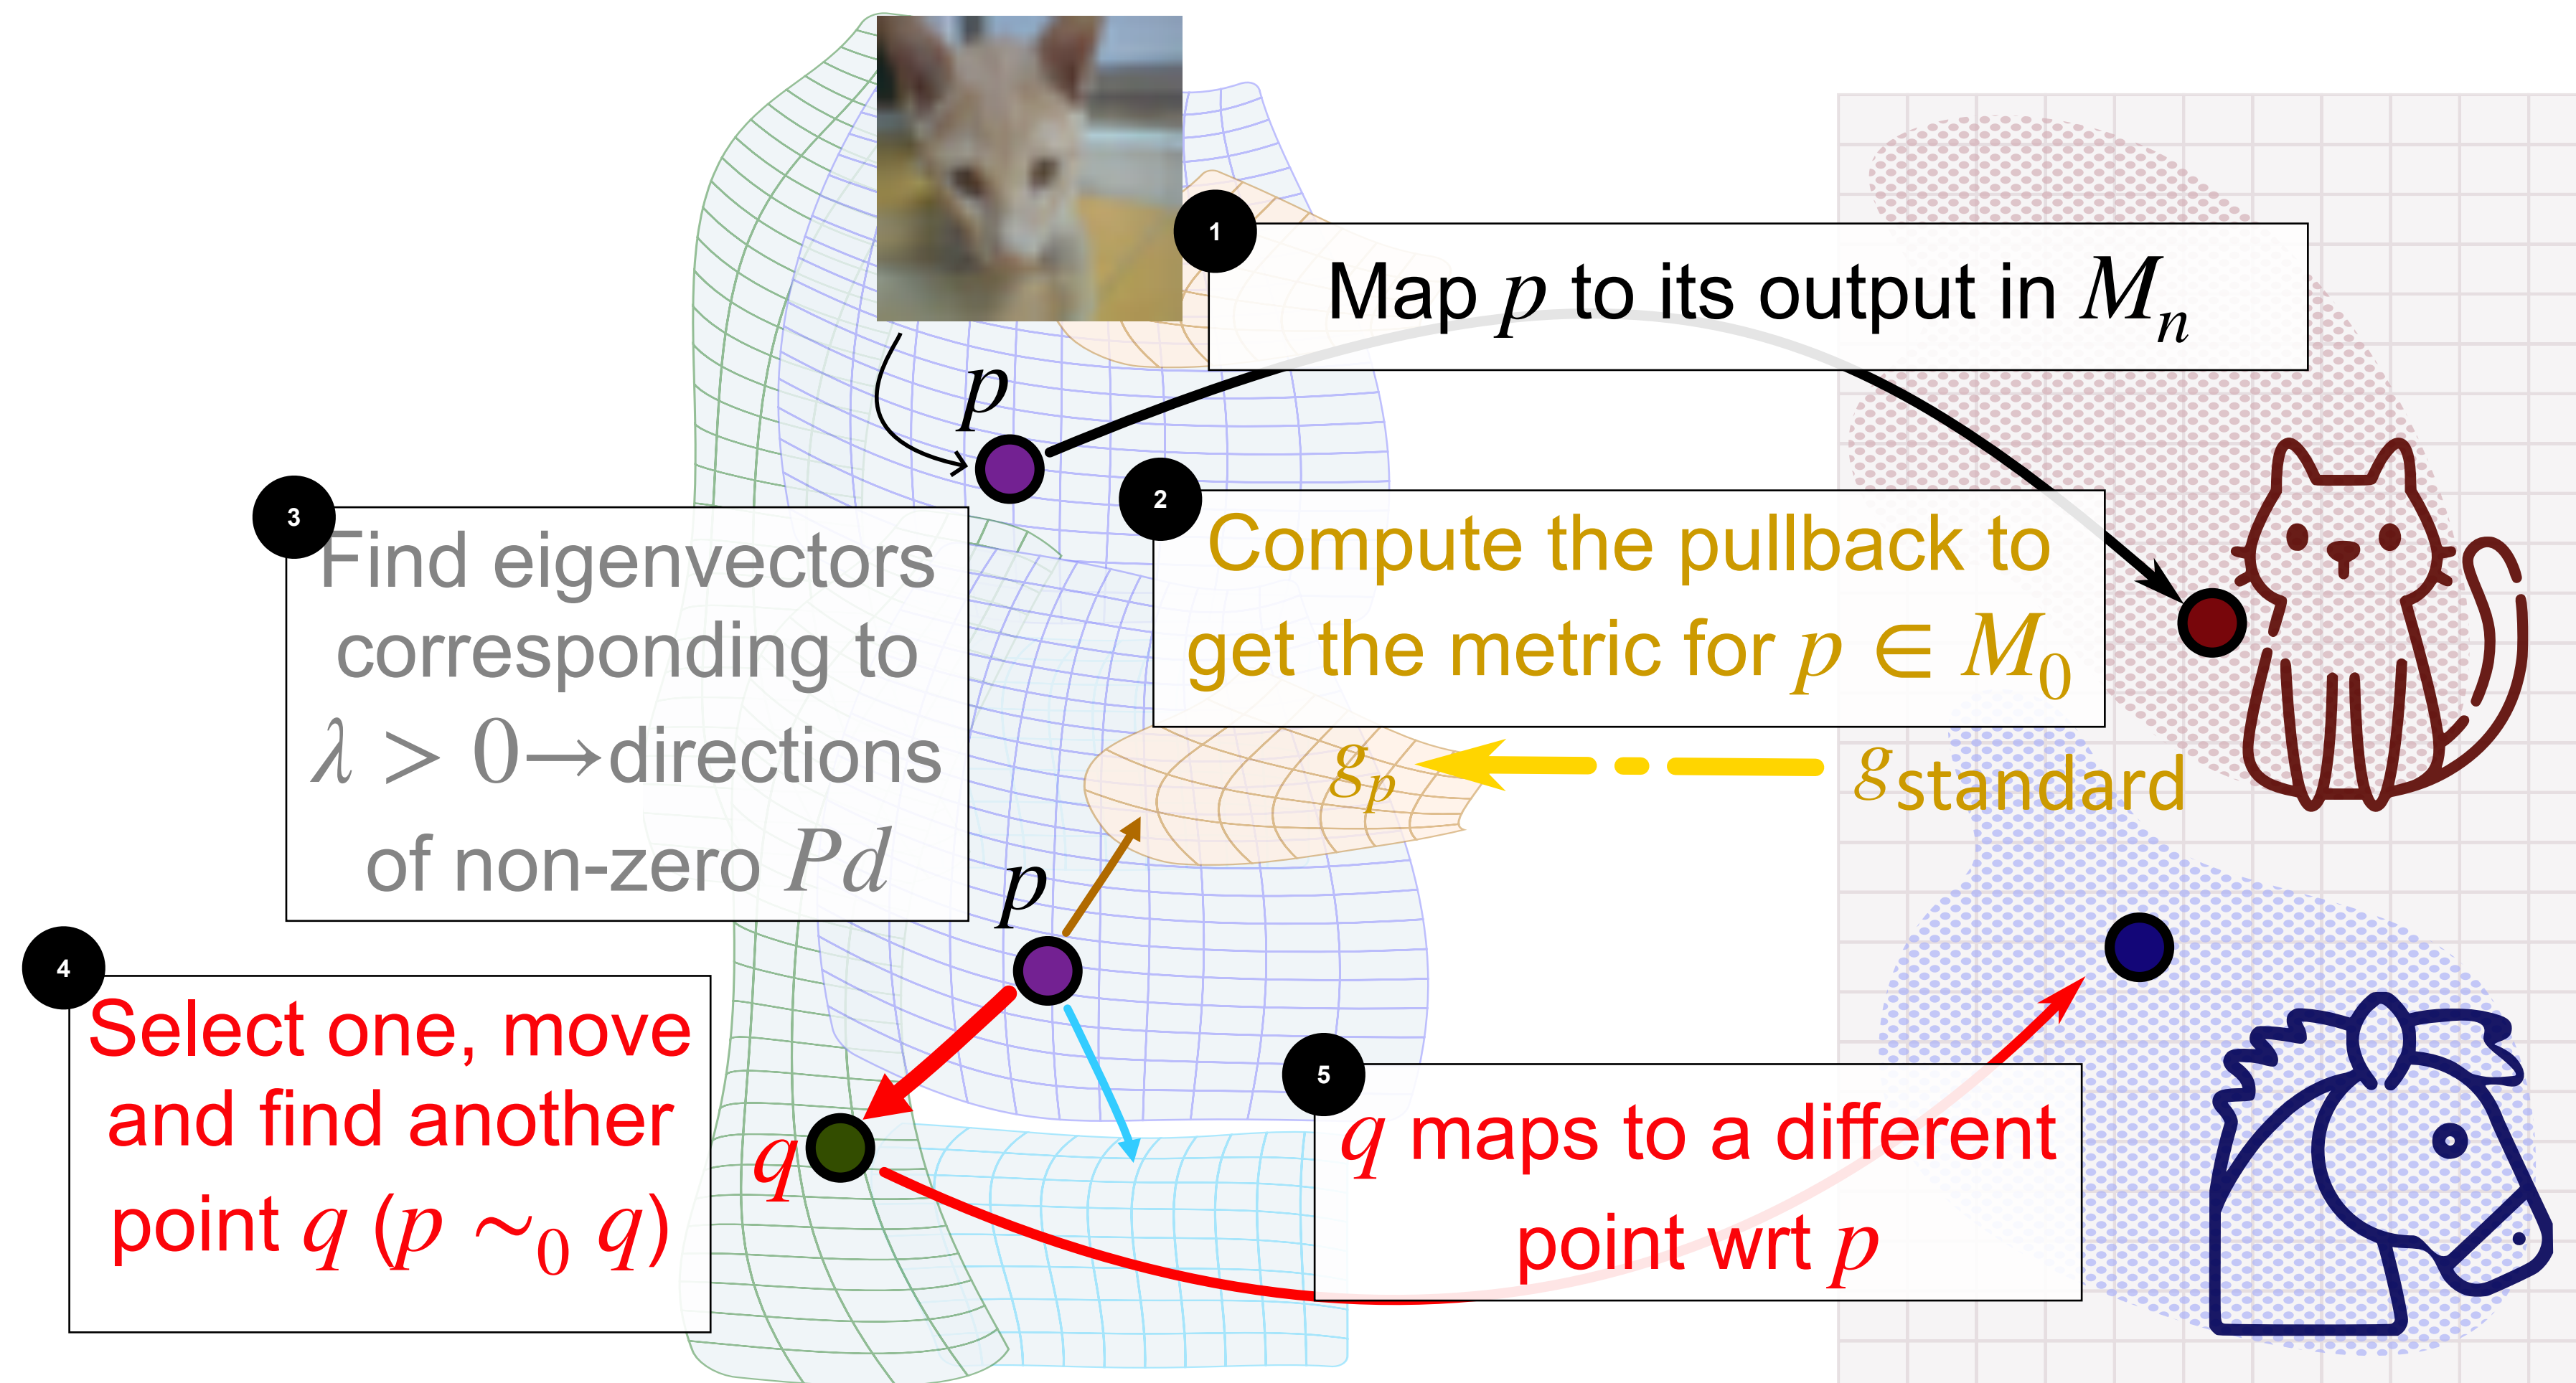 1
Map p to its output in Mₙ
p
2
Compute the pullback to
get the metric for p ∈ M₀
3
Find eigenvectors
corresponding to
λ > 0→directions
of non-zero Pd
gₚ
g standard
p
4
Select one, move
and find another
point q (p ∼₀ q)
q
5
q maps to a different
point wrt p